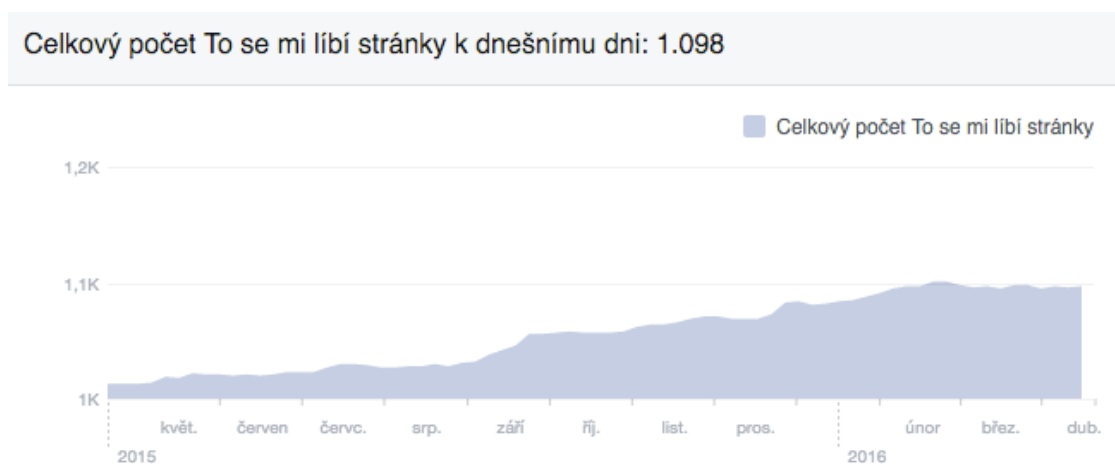 Celkový počet To se mi líbí stránky k dnešnímu dni: 1.098
Celkový počet To se mi líbí stránky
1,2K
1,1K
1K
květ. červen červc. srp. září říj. list. pros. únor břez. dub.
2015 2016